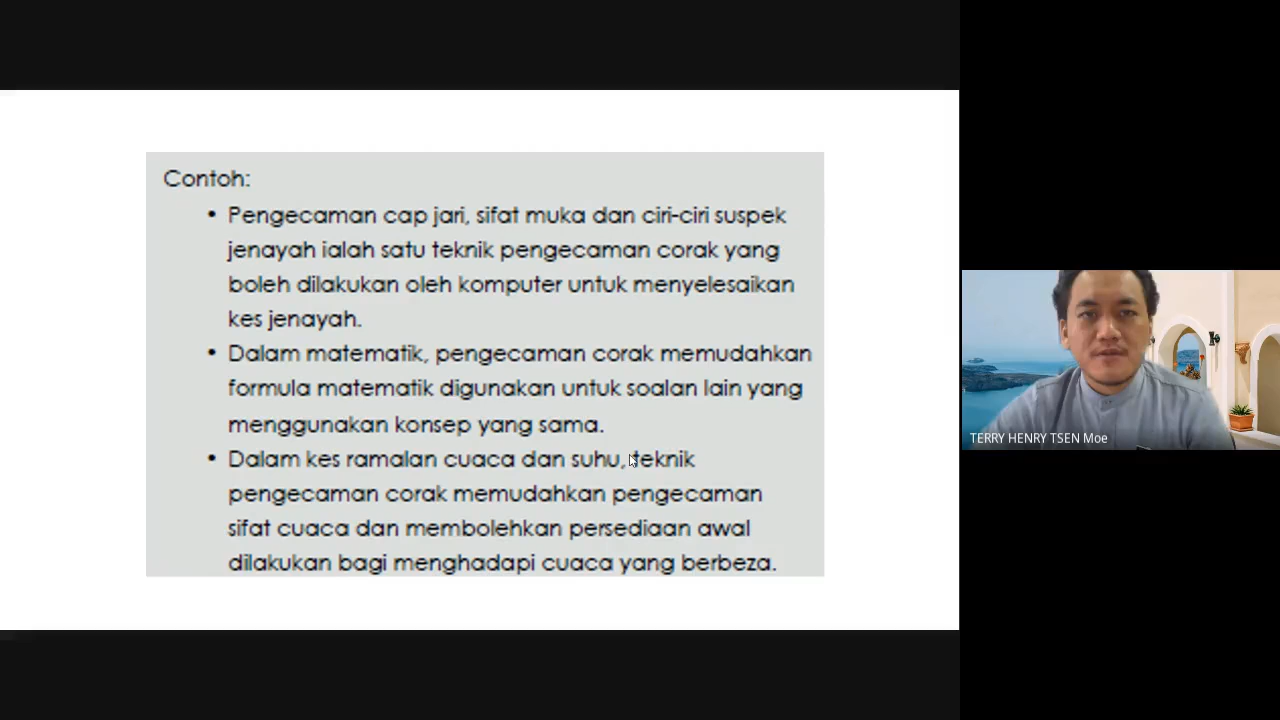 Contoh:
• Pengecaman cap jari, sifat muka dan ciri-ciri suspek
jenayah ialah satu teknik pengecaman corak yang
boleh dilakukan oleh komputer untuk menyelesaikan
kes jenayah.
• Dalam matematik, pengecaman corak memudahkan
formula matematik digunakan untuk soalan lain yang
menggunakan konsep yang sama.
• Dalam kes ramalan cuaca dan suhu, teknik
pengecaman corak memudahkan pengecaman
sifat cuaca dan membolehkan persediaan awal
dilakukan bagi menghadapi cuaca yang berbeza.
TERRY HENRY TSEN Moe